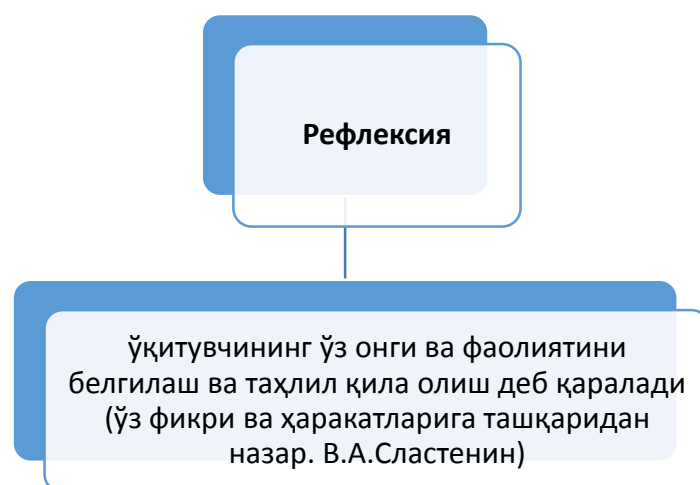 Рефлексия
ўқитувчининг ўз онги ва фаолиятини
белгилаш ва таҳлил қила олиш деб қаралади
(ўз фикри ва ҳаракатларига ташқаридан
назар. В.А.Сластенин)